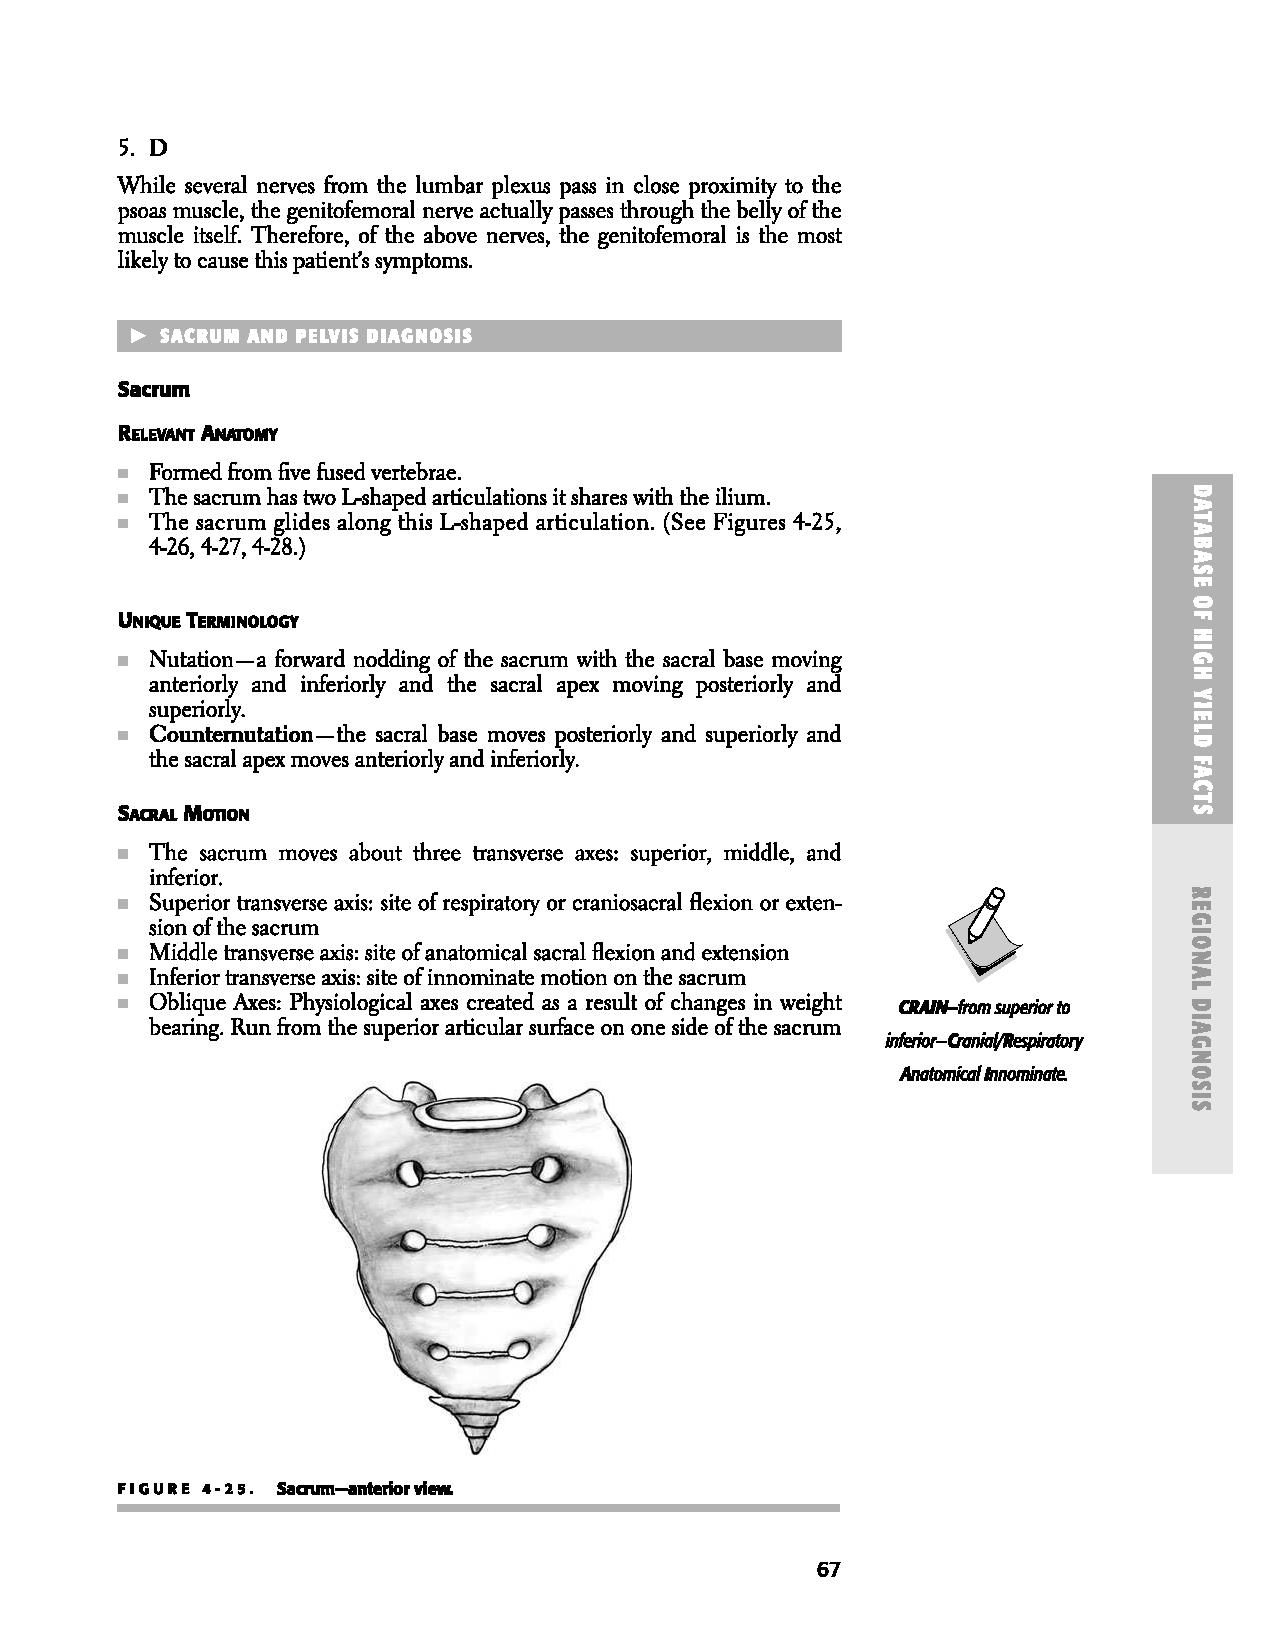 5. D
While several nerves from the lumbar plexus pass in close proximity to the
psoas muscle, the genitofemoral nerve actually passes through the belly of the
muscle itself. Therefore, of the above nerves, the genitofemoral is the most
likely to cause this patient's symptoms.
▶ SACRUM AND PELVIS DIAGNOSIS
Sacrum
RELEVANT ANATOMY
■ Formed from five fused vertebrae.
■ The sacrum has two L-shaped articulations it shares with the ilium.
■ The sacrum glides along this L-shaped articulation. (See Figures 4-25,
4-26, 4-27, 4-28.)
UNIQUE TERMINOLOGY
■ Nutation—a forward nodding of the sacrum with the sacral base moving
anteriorly and inferiorly and the sacral apex moving posteriorly and
superiorly.
■ Counternutation—the sacral base moves posteriorly and superiorly and
the sacral apex moves anteriorly and inferiorly.
SACRAL MOTION
■ The sacrum moves about three transverse axes: superior, middle, and
inferior.
■ Superior transverse axis: site of respiratory or craniosacral flexion or exten-
sion of the sacrum
■ Middle transverse axis: site of anatomical sacral flexion and extension
■ Inferior transverse axis: site of innominate motion on the sacrum
■ Oblique Axes: Physiological axes created as a result of changes in weight
bearing. Run from the superior articular surface on one side of the sacrum
CRAIN—from superior to
inferior—Cranial/Respiratory
Anatomical Innominate.
FIGURE 4-25. Sacrum—anterior view.
67
DATABASE OF HIGH YIELD FACTS
REGIONAL DIAGNOSIS